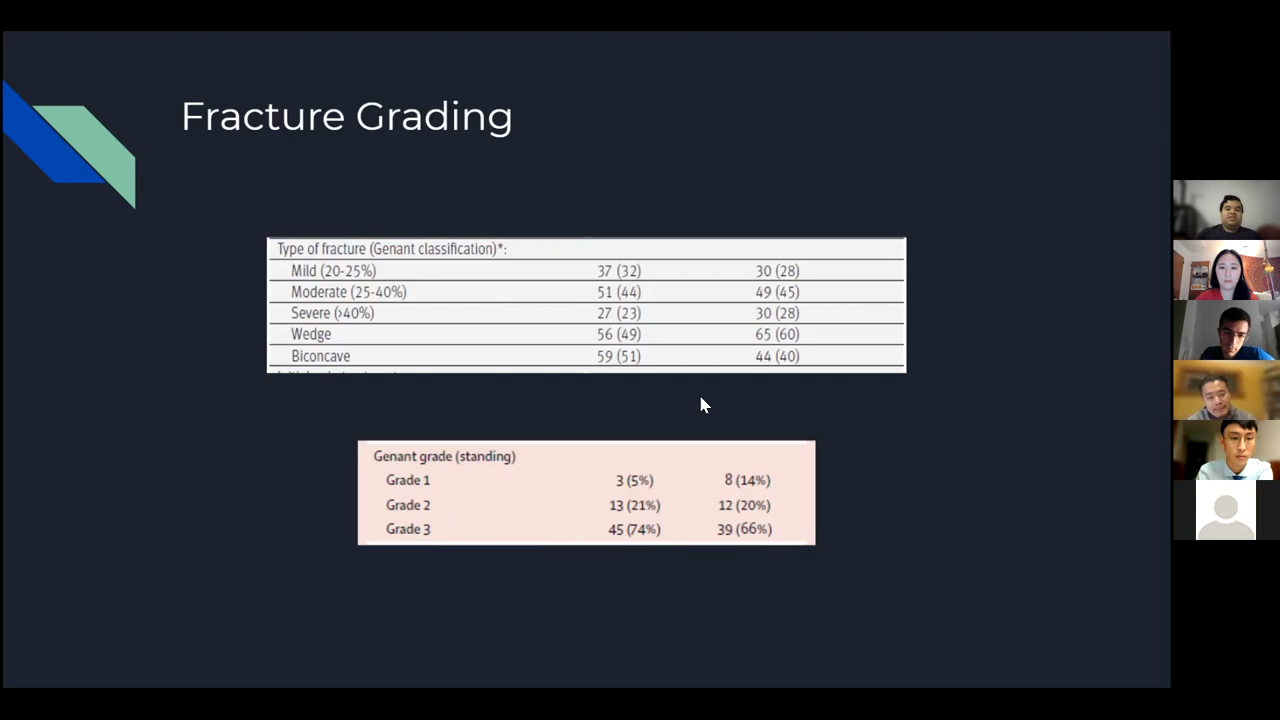 Fracture Grading
Type of fracture (Genant classification)*:
Mild (20-25%) 37 (32) 30 (28)
Moderate (25-40%) 51 (44) 49 (45)
Severe (>40%) 27 (23) 30 (28)
Wedge 56 (49) 65 (60)
Biconcave 59 (51) 44 (40)
Genant grade (standing)
Grade 1 3 (5%) 8 (14%)
Grade 2 13 (21%) 12 (20%)
Grade 3 45 (74%) 39 (66%)